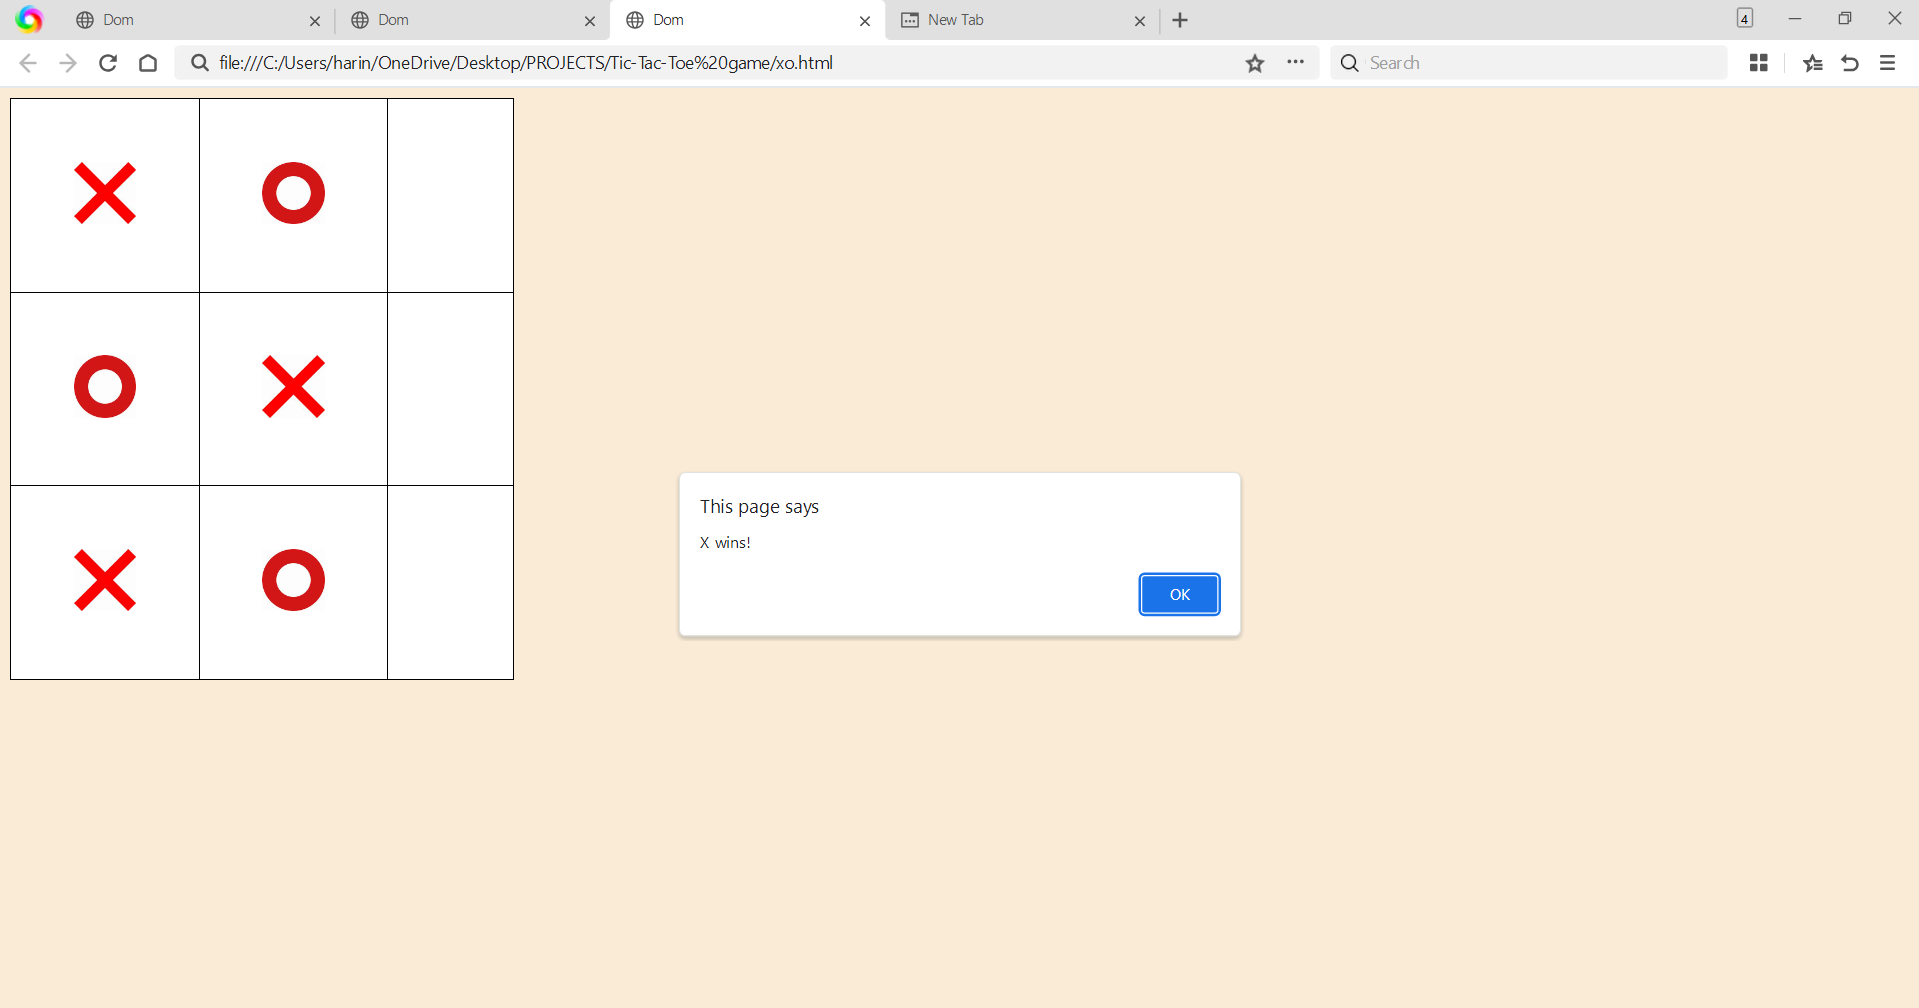 Dom
Dom
Dom
New Tab
4
file:///C:/Users/harin/OneDrive/Desktop/PROJECTS/Tic-Tac-Toe%20game/xo.html
Search
This page says
X wins!
OK